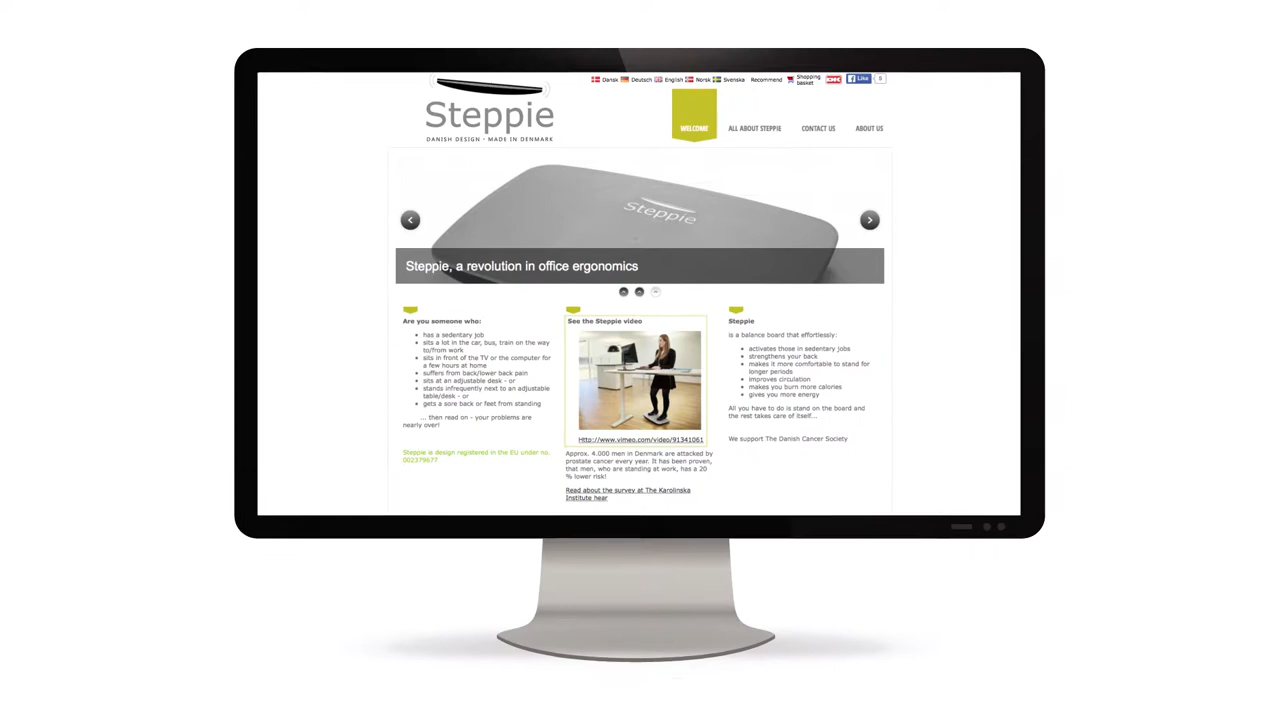 Dansk Deutsch English Norsk Svenska Recommend Shopping basket DK Like 5
Steppie
DANISH DESIGN • MADE IN DENMARK
WELCOME ALL ABOUT STEPPIE CONTACT US ABOUT US
Steppie
Steppie, a revolution in office ergonomics
Are you someone who:
has a sedentary job
sits a lot in the car, bus, train on the way
to/from work
sits in front of the TV or the computer for
a few hours at home
suffers from back/lower back pain
sits at an adjustable desk - or
stands infrequently next to an adjustable
table/desk - or
gets a sore back or feet from standing
... then read on - your problems are
nearly over!
Steppie is design registered in the EU under no.
002379677
See the Steppie video
Http://www.vimeo.com/video/91341061
Approx. 4.000 men in Denmark are attacked by
prostate cancer every year. It has been proven,
that men, who are standing at work, has a 20
% lower risk!
Read about the survey at The Karolinska
Institute hear
Steppie
is a balance board that effortlessly:
activates those in sedentary jobs
strengthens your back
makes it more comfortable to stand for
longer periods
improves circulation
makes you burn more calories
gives you more energy
All you have to do is stand on the board and
the rest takes care of itself...
We support The Danish Cancer Society